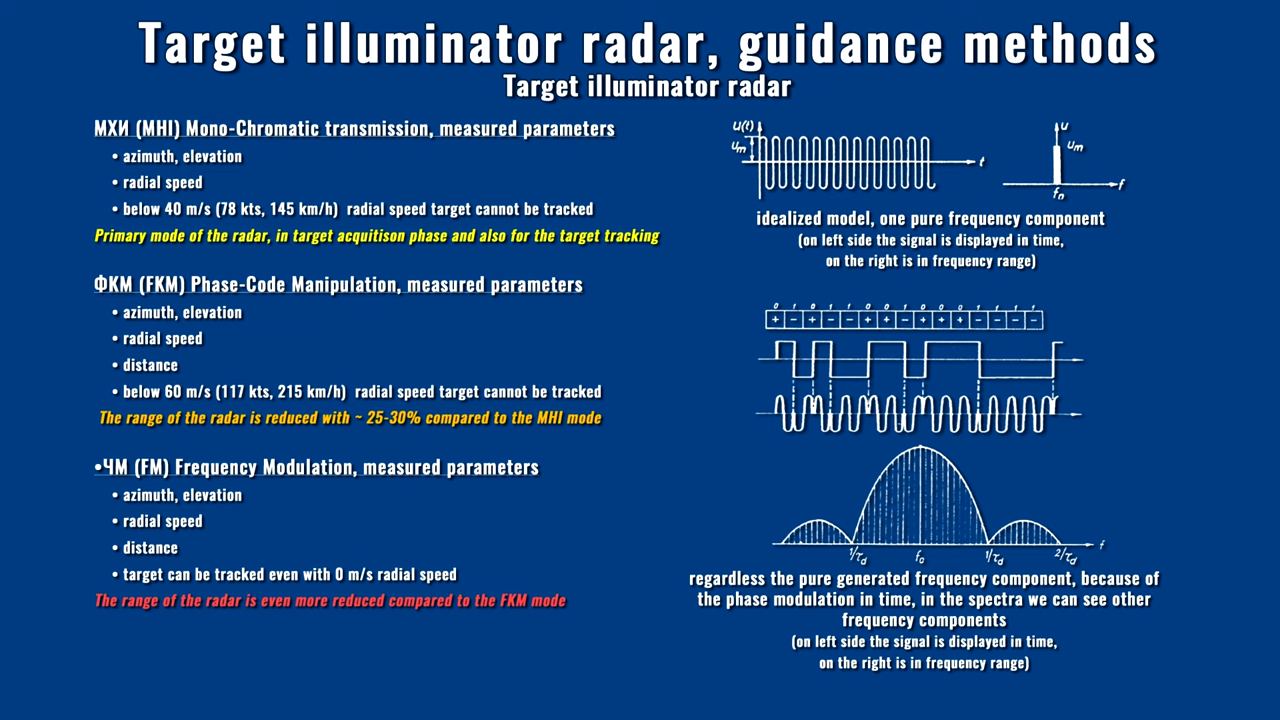 Target illuminator radar, guidance methods
Target illuminator radar
МХИ (MHI) Mono-Chromatic transmission, measured parameters
• azimuth, elevation
• radial speed
• below 40 m/s (78 kts, 145 km/h) radial speed target cannot be tracked
Primary mode of the radar, in target acquitison phase and also for the target tracking
ФКМ (FKM) Phase-Code Manipulation, measured parameters
• azimuth, elevation
• radial speed
• distance
• below 60 m/s (117 kts, 215 km/h) radial speed target cannot be tracked
The range of the radar is reduced with ~ 25-30% compared to the MHI mode
•ЧМ (FM) Frequency Modulation, measured parameters
• azimuth, elevation
• radial speed
• distance
• target can be tracked even with 0 m/s radial speed
The range of the radar is even more reduced compared to the FKM mode
U(t)
Um
t
U
Um
f₀
f
idealized model, one pure frequency component
(on left side the signal is displayed in time,
on the right is in frequency range)
0 1 0 1 1 0 0 1 0 0 0 1 1 1 1
+ − + − − + + − + + + − − − −
1/τd f₀ 1/τd 2/τd f
regardless the pure generated frequency component, because of
the phase modulation in time, in the spectra we can see other
frequency components
(on left side the signal is displayed in time,
on the right is in frequency range)